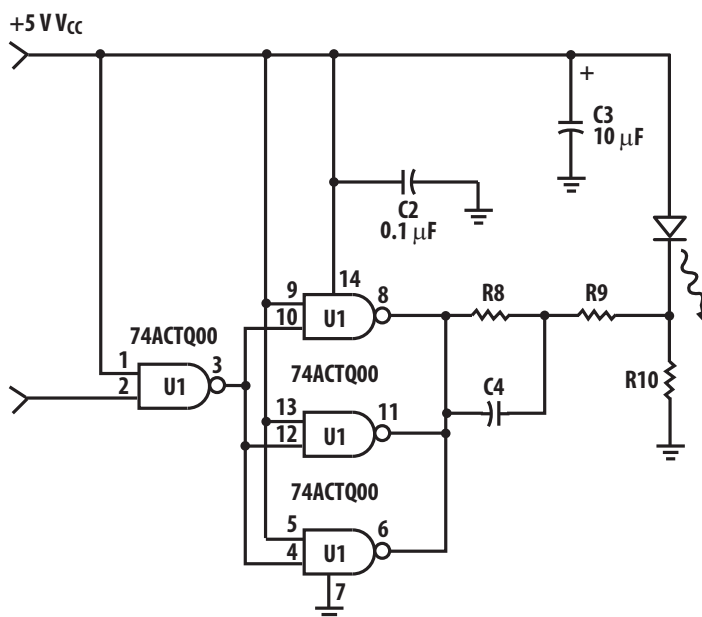 +5 V VCC
+
C3
10 μF
C2
0.1 μF
14
9
8
10
U1
R8
R9
74ACTQ00
1
3
2
U1
74ACTQ00
C4
R10
13
11
12
U1
74ACTQ00
5
6
4
U1
7